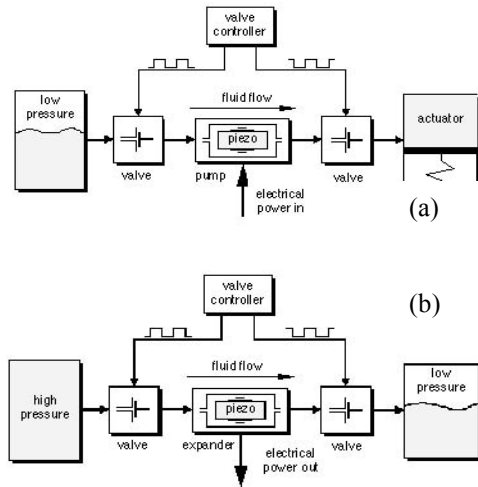 valve
controller
fluid flow
low
pressure
piezo
actuator
valve
pump
valve
electrical
power in
(a)
(b)
valve
controller
fluid flow
low
pressure
high
pressure
piezo
valve
expander
valve
electrical
power out